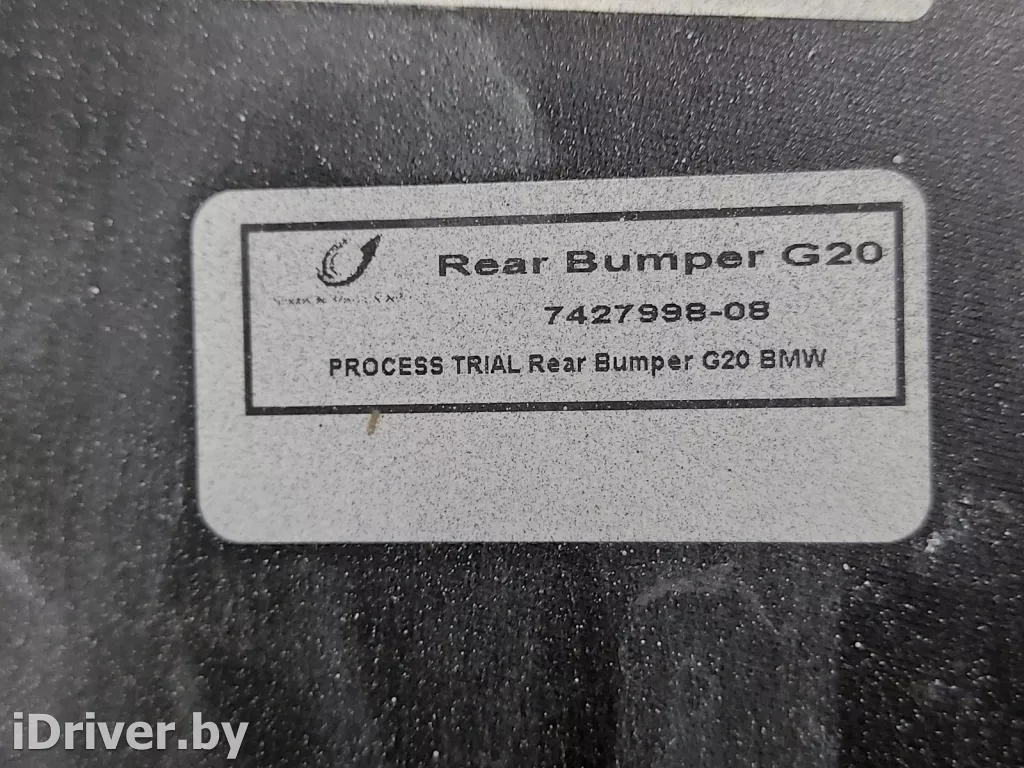 Rear Bumper G20
7427998-08
PROCESS TRIAL Rear Bumper G20 BMW
iDriver.by